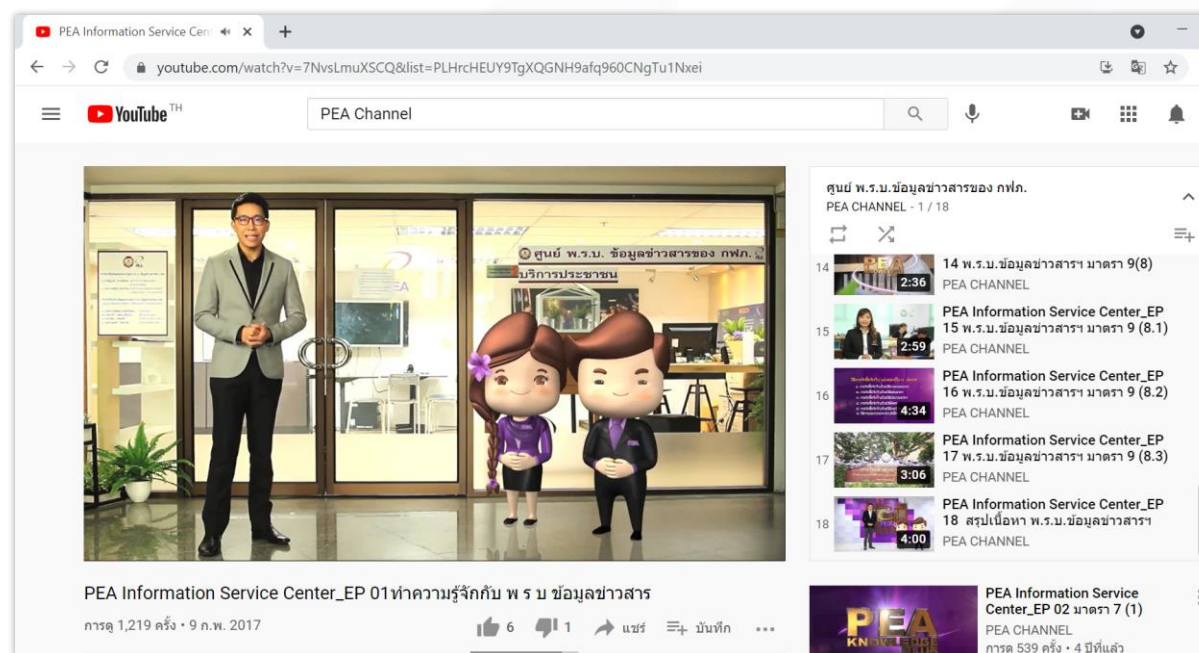 PEA Information Service Cent
youtube.com/watch?v=7NvsLmuXSCQ&list=PLHrcHEUY9TgXQGNH9afq960CNgTu1Nxei
YouTube TH
PEA Channel
ศูนย์ พ.ร.บ. ข้อมูลข่าวสารของ กฟภ.
บริการประชาชน
ศูนย์ พ.ร.บ.ข้อมูลข่าวสารของ กฟภ.
PEA CHANNEL - 1 / 18
14
2:36
14 พ.ร.บ.ข้อมูลข่าวสารฯ มาตรา 9(8)
PEA CHANNEL
15
2:59
PEA Information Service Center_EP
15 พ.ร.บ.ข้อมูลข่าวสารฯ มาตรา 9 (8.1)
PEA CHANNEL
16
4:34
PEA Information Service Center_EP
16 พ.ร.บ.ข้อมูลข่าวสารฯ มาตรา 9 (8.2)
PEA CHANNEL
17
3:06
PEA Information Service Center_EP
17 พ.ร.บ.ข้อมูลข่าวสารฯ มาตรา 9 (8.3)
PEA CHANNEL
18
4:00
PEA Information Service Center_EP
18 สรุปเนื้อหา พ.ร.บ.ข้อมูลข่าวสารฯ
PEA CHANNEL
PEA Information Service Center_EP 01ทำความรู้จักกับ พ ร บ ข้อมูลข่าวสาร
การดู 1,219 ครั้ง • 9 ก.พ. 2017
6
1
แชร์
บันทึก
PEA
PEA Information Service
Center_EP 02 มาตรา 7 (1)
PEA CHANNEL
การดู 539 ครั้ง • 4 ปีที่แล้ว